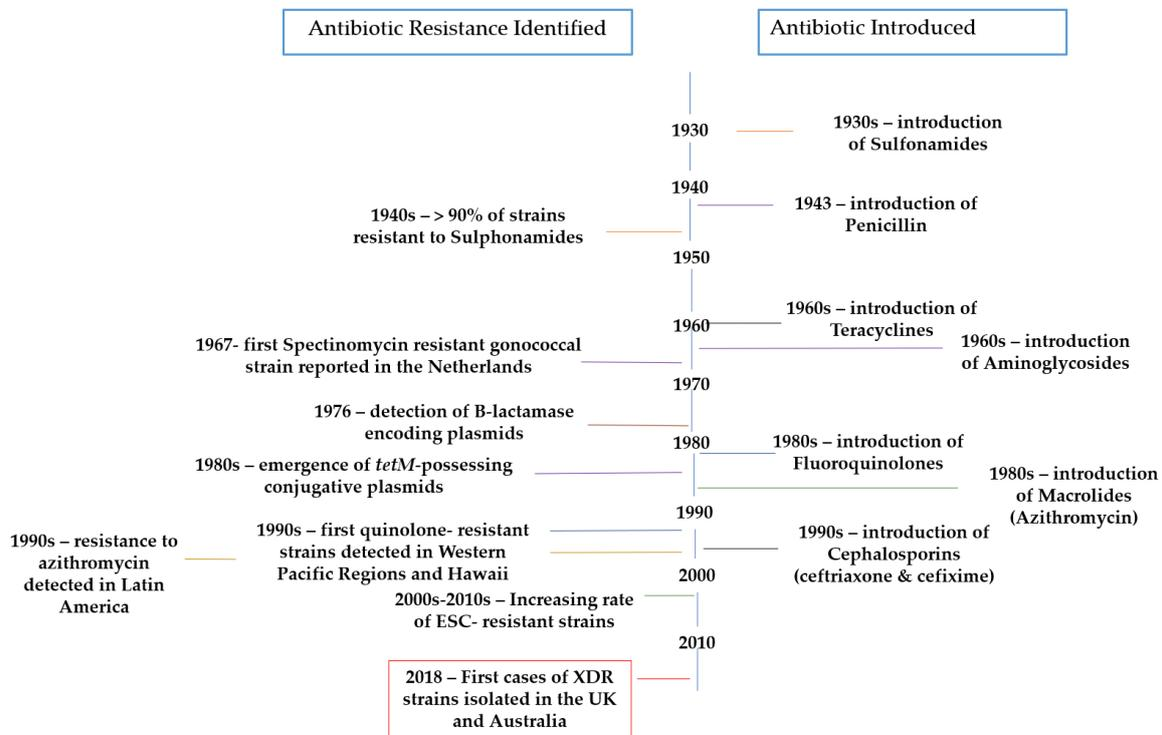 Antibiotic Resistance Identified
Antibiotic Introduced
1930
1930s – introduction
of Sulfonamides
1940
1943 – introduction of
Penicillin
1940s – > 90% of strains
resistant to Sulphonamides
1950
1960s – introduction of
Teracyclines
1960
1960s – introduction
of Aminoglycosides
1967- first Spectinomycin resistant gonococcal
strain reported in the Netherlands
1970
1976 – detection of B-lactamase
encoding plasmids
1980
1980s – introduction of
Fluoroquinolones
1980s – emergence of tetM-possessing
conjugative plasmids
1980s – introduction
of Macrolides
(Azithromycin)
1990
1990s – first quinolone- resistant
strains detected in Western
Pacific Regions and Hawaii
1990s – resistance to
azithromycin
detected in Latin
America
1990s – introduction of
Cephalosporins
(ceftriaxone & cefixime)
2000
2000s-2010s – Increasing rate
of ESC- resistant strains
2010
2018 – First cases of XDR
strains isolated in the UK
and Australia